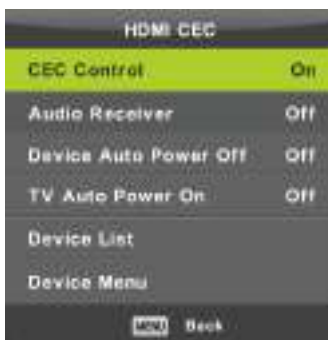 HDMI CEC
CEC Control On
Audio Receiver Off
Device Auto Power Off Off
TV Auto Power On Off
Device List
Device Menu
MENU Back